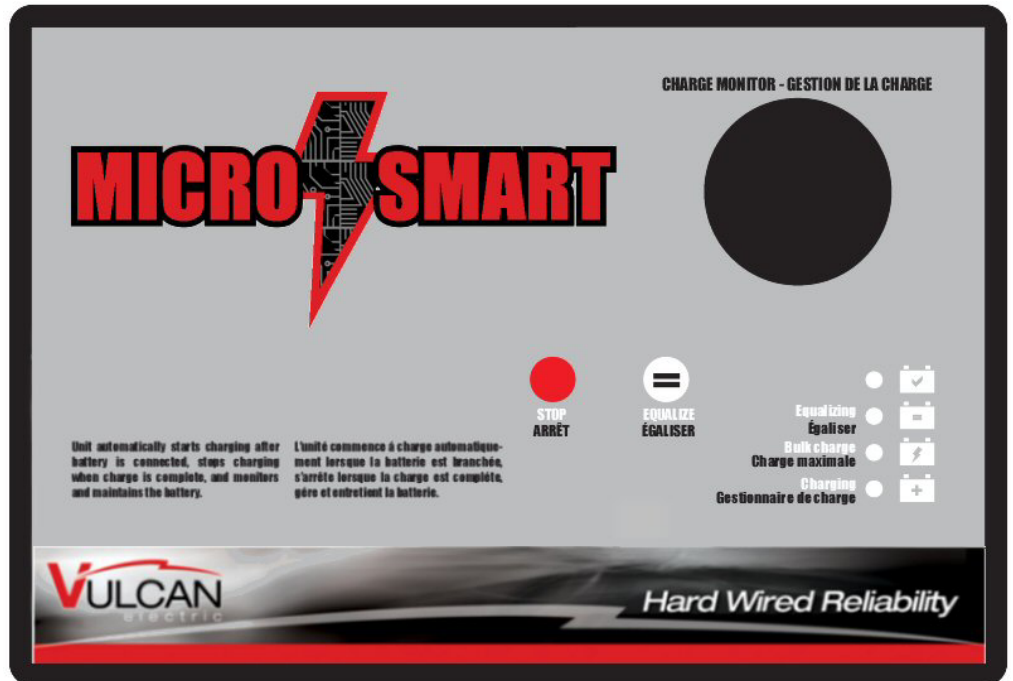 CHARGE MONITOR - GESTION DE LA CHARGE
MICRO SMART
STOP
ARRÊT
EQUALIZE
ÉGALISER
Equalizing
Égaliser
Bulk charge
Charge maximale
Charging
Gestionnaire de charge
Unit automatically starts charging after
battery is connected, stops charging
when charge is complete, and monitors
and maintains the battery.
L'unité commence á charge automatique-
ment lorsque la batterie est branchée,
s'arrête lorsque la charge est compléte,
gére et entretient la batterie.
VULCAN
electric
Hard Wired Reliability